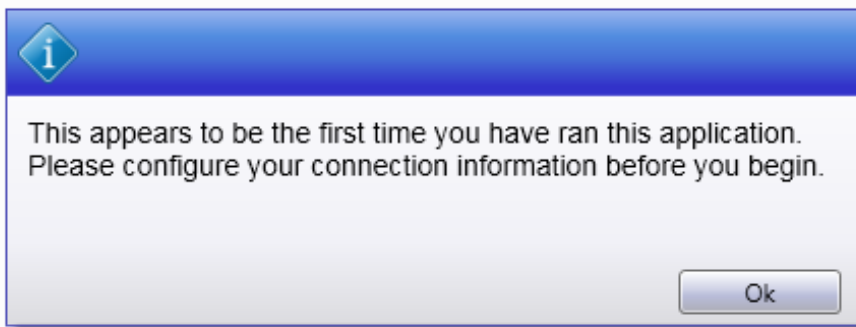 This appears to be the first time you have ran this application.
Please configure your connection information before you begin.
Ok